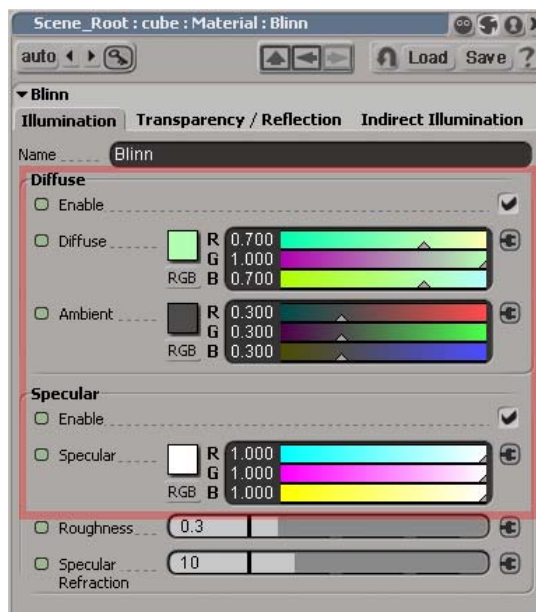 Scene_Root : cube : Material : Blinn
auto
Load Save ?
Blinn
Illumination Transparency / Reflection Indirect Illumination
Name Blinn
Diffuse
Enable
Diffuse R 0.700
G 1.000
RGB B 0.700
Ambient R 0.300
G 0.300
RGB B 0.300
Specular
Enable
Specular R 1.000
G 1.000
RGB B 1.000
Roughness 0.3
Specular Refraction 10